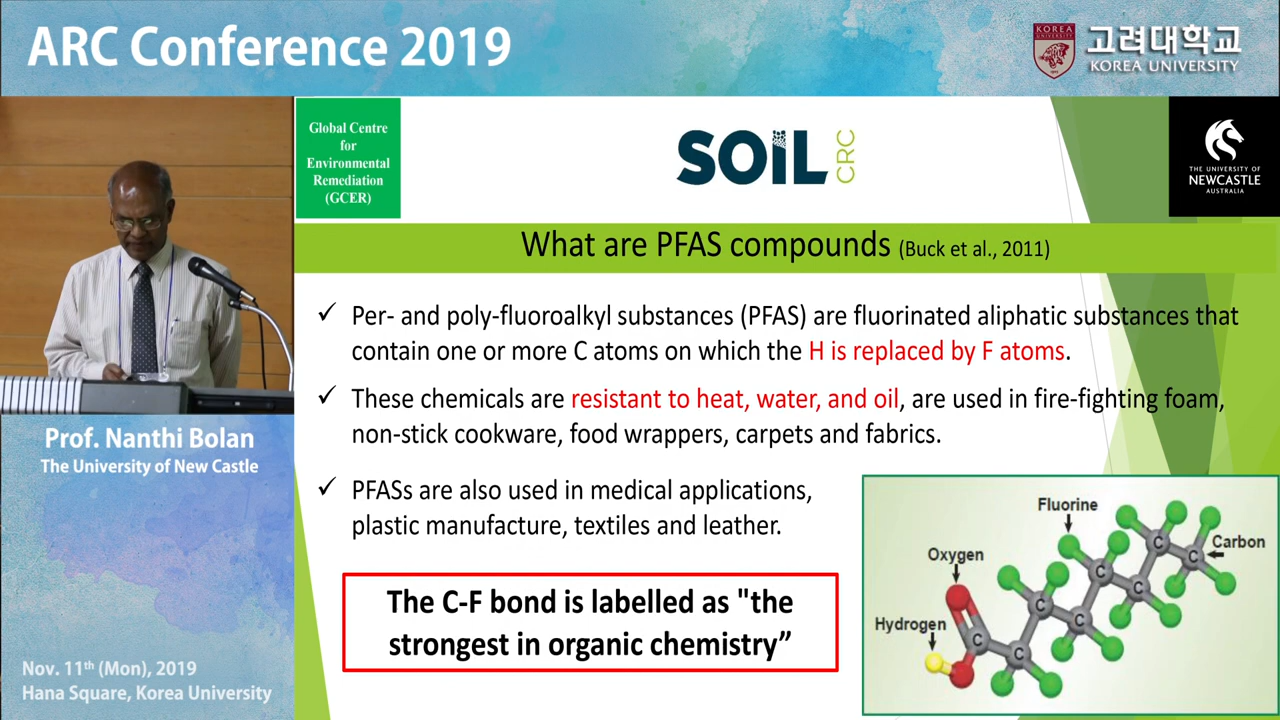 ARC Conference 2019
KOREA
UNIVERSITY
고려대학교
KOREA UNIVERSITY
Global Centre
for
Environmental
Remediation
(GCER)
SOIL CRC
THE UNIVERSITY OF
NEWCASTLE
AUSTRALIA
What are PFAS compounds (Buck et al., 2011)
✓ Per- and poly-fluoroalkyl substances (PFAS) are fluorinated aliphatic substances that
contain one or more C atoms on which the H is replaced by F atoms.
✓ These chemicals are resistant to heat, water, and oil, are used in fire-fighting foam,
non-stick cookware, food wrappers, carpets and fabrics.
✓ PFASs are also used in medical applications,
plastic manufacture, textiles and leather.
The C-F bond is labelled as "the
strongest in organic chemistry”
Fluorine
Carbon
Oxygen
Hydrogen
C
C
C
C
C
C
C
C
Prof. Nanthi Bolan
The University of New Castle
Nov. 11th (Mon), 2019
Hana Square, Korea University